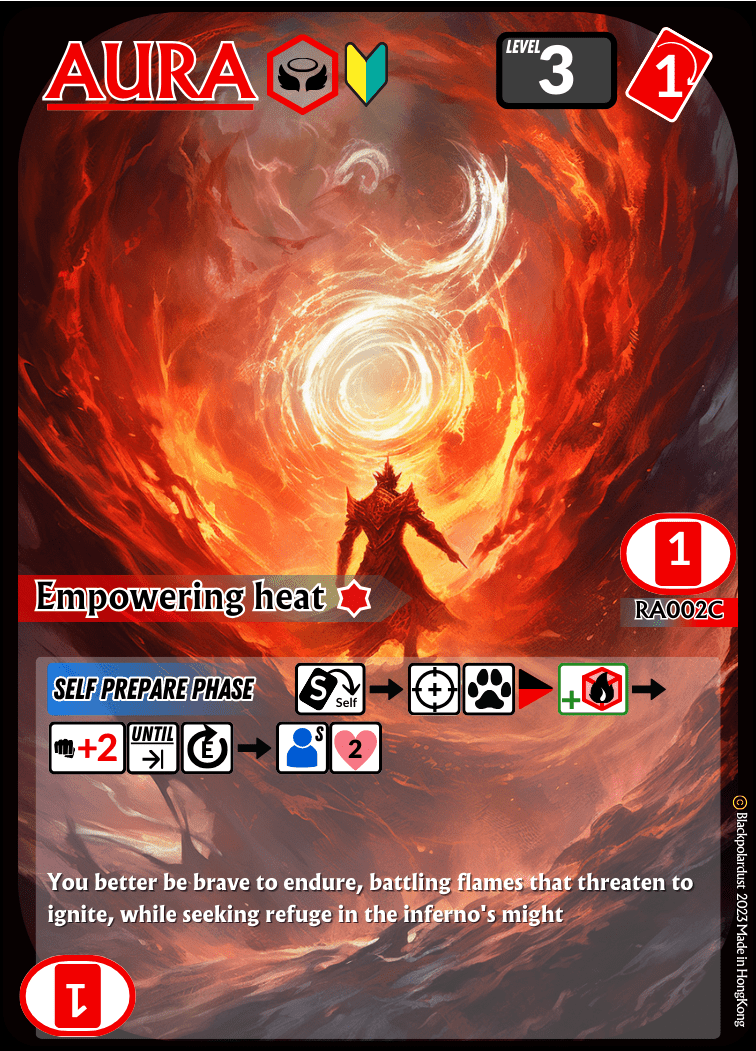 AURA
LEVEL 3
1
1
Empowering heat
RA002C
SELF PREPARE PHASE S Self +
+2 UNTIL E S 2
You better be brave to endure, battling flames that threaten to
ignite, while seeking refuge in the inferno's might
1
© Blackpolardust 2023 Made in HongKong